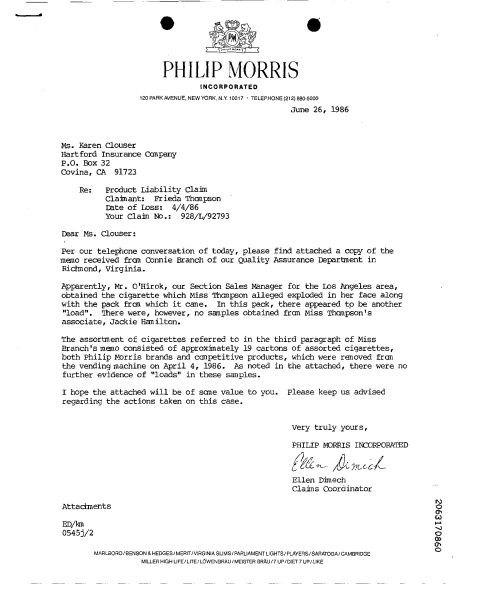 PM
PHILIP MORRIS
INCORPORATED
120 PARK AVENUE, NEW YORK, N.Y. 10017 · TELEPHONE (212) 880-5000
June 26, 1986
Ms. Karen Clouser
Hartford Insurance Company
P.O. Box 32
Covina, CA 91723
Re: Product Liability Claim
Claimant: Frieda Thompson
Date of Loss: 4/4/86
Your Claim No.: 928/L/92793
Dear Ms. Clouser:
Per our telephone conversation of today, please find attached a copy of the
memo received from Connie Branch of our Quality Assurance Department in
Richmond, Virginia.
Apparently, Mr. O'Hirok, our Section Sales Manager for the Los Angeles area,
obtained the cigarette which Miss Thompson alleged exploded in her face along
with the pack from which it came. In this pack, there appeared to be another
"load". There were, however, no samples obtained from Miss Thompson's
associate, Jackie Hamilton.
The assortment of cigarettes referred to in the third paragraph of Miss
Branch's memo consisted of approximately 19 cartons of assorted cigarettes,
both Philip Morris brands and competitive products, which were removed from
the vending machine on April 4, 1986. As noted in the attached, there were no
further evidence of "loads" in these samples.
I hope the attached will be of some value to you. Please keep us advised
regarding the actions taken on this case.
Very truly yours,
PHILIP MORRIS INCORPORATED
Ellen Dimech
Ellen Dimech
Claims Coordinator
Attachments
ED/km
0545j/2
2063170860
MARLBORO/BENSON & HEDGES/MERIT/VIRGINIA SLIMS/PARLIAMENT LIGHTS/PLAYERS/SARATOGA/CAMBRIDGE
MILLER HIGH LIFE/LITE/LÖWENBRÄU/MEISTER BRÄU/7 UP/DIET 7 UP/LIKE